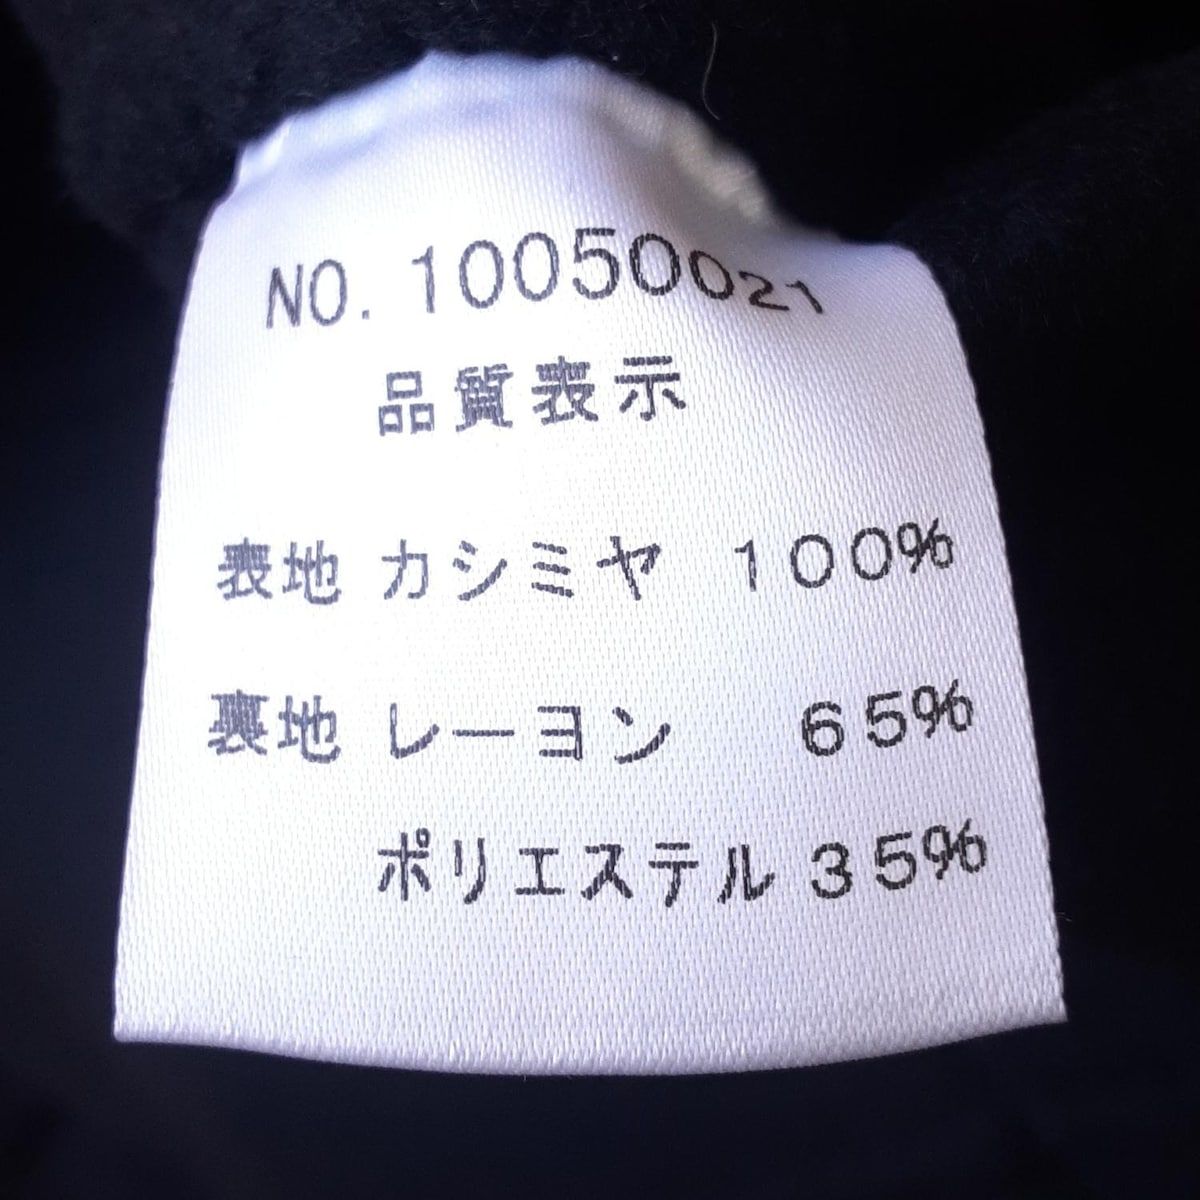 NO. 10050021
品質表示
表地 カシミヤ 100%
裏地 レーヨン 65%
ポリエステル 35%